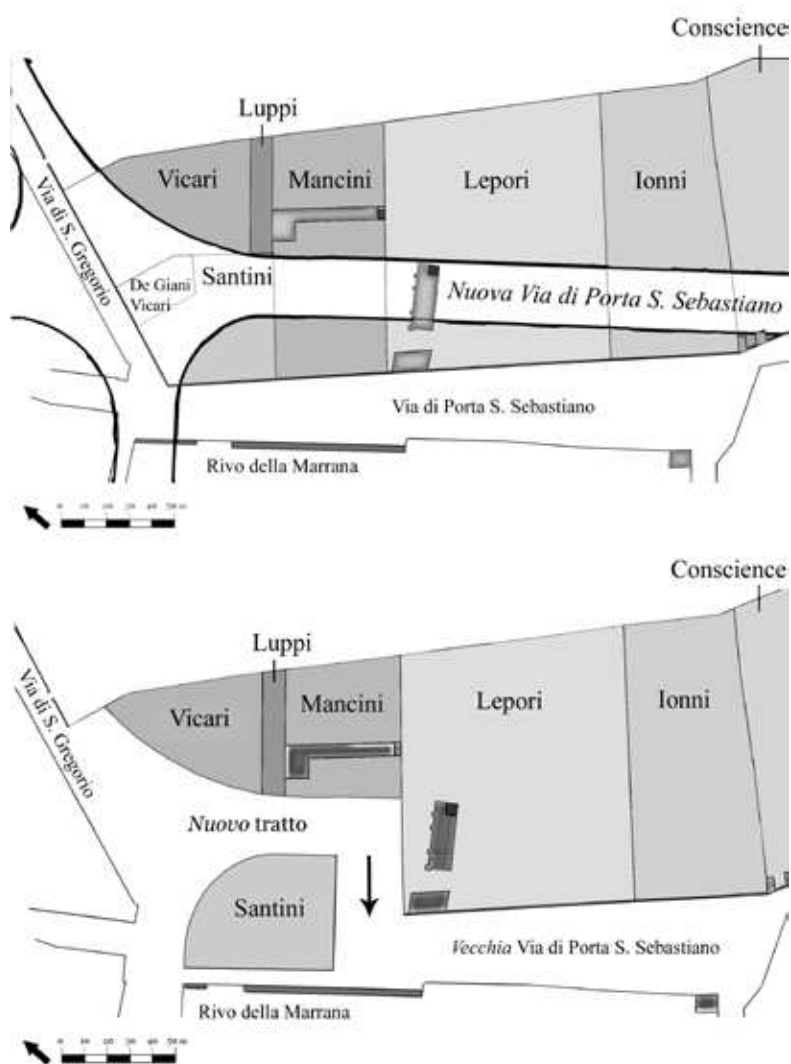 Conscience
Luppi
Vicari
Mancini
Lepori
Ionni
Via di S. Gregorio
De Giani
Vicari
Santini
Nuova Via di Porta S. Sebastiano
Via di Porta S. Sebastiano
Rivo della Marrana
Conscience
Luppi
Vicari
Mancini
Lepori
Ionni
Via di S. Gregorio
Nuovo tratto
Santini
Vecchia Via di Porta S. Sebastiano
Rivo della Marrana